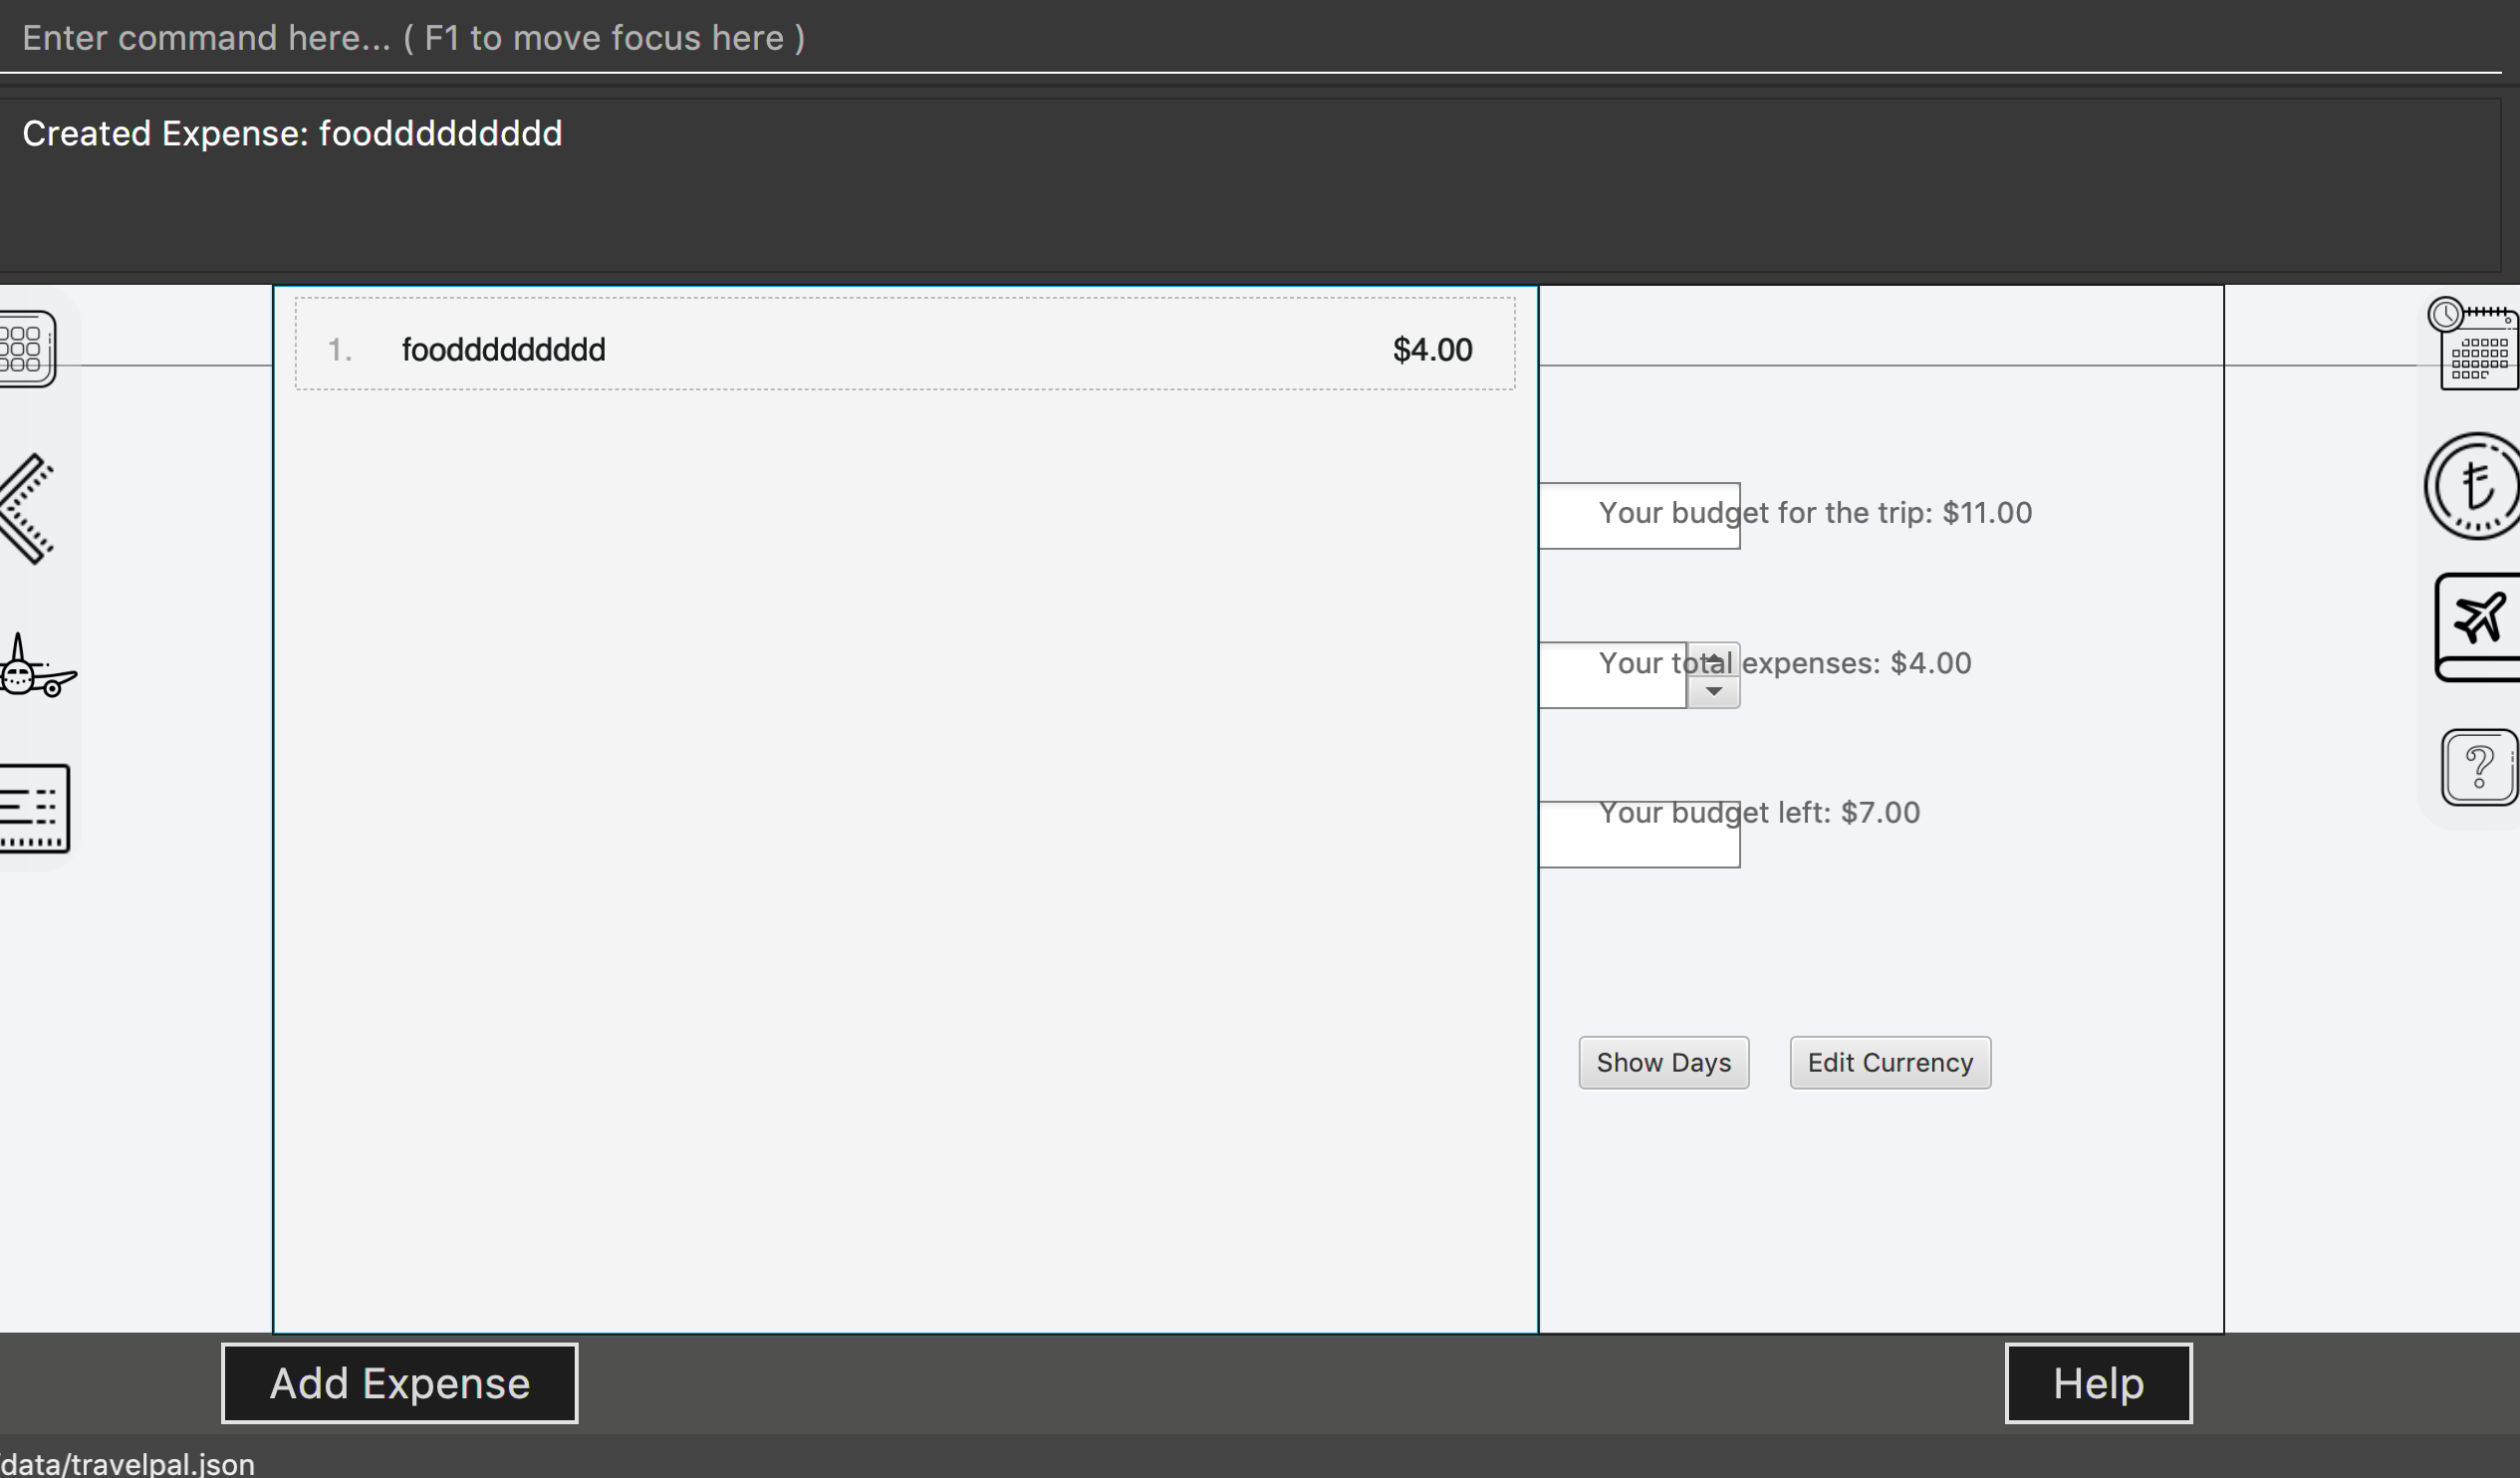 Enter command here... ( F1 to move focus here )
Created Expense: foodddddddddd
1. foodddddddddd $4.00
Your budget for the trip: $11.00
Your total expenses: $4.00
Your budget left: $7.00
Show Days Edit Currency
Add Expense Help
/data/travelpal.json